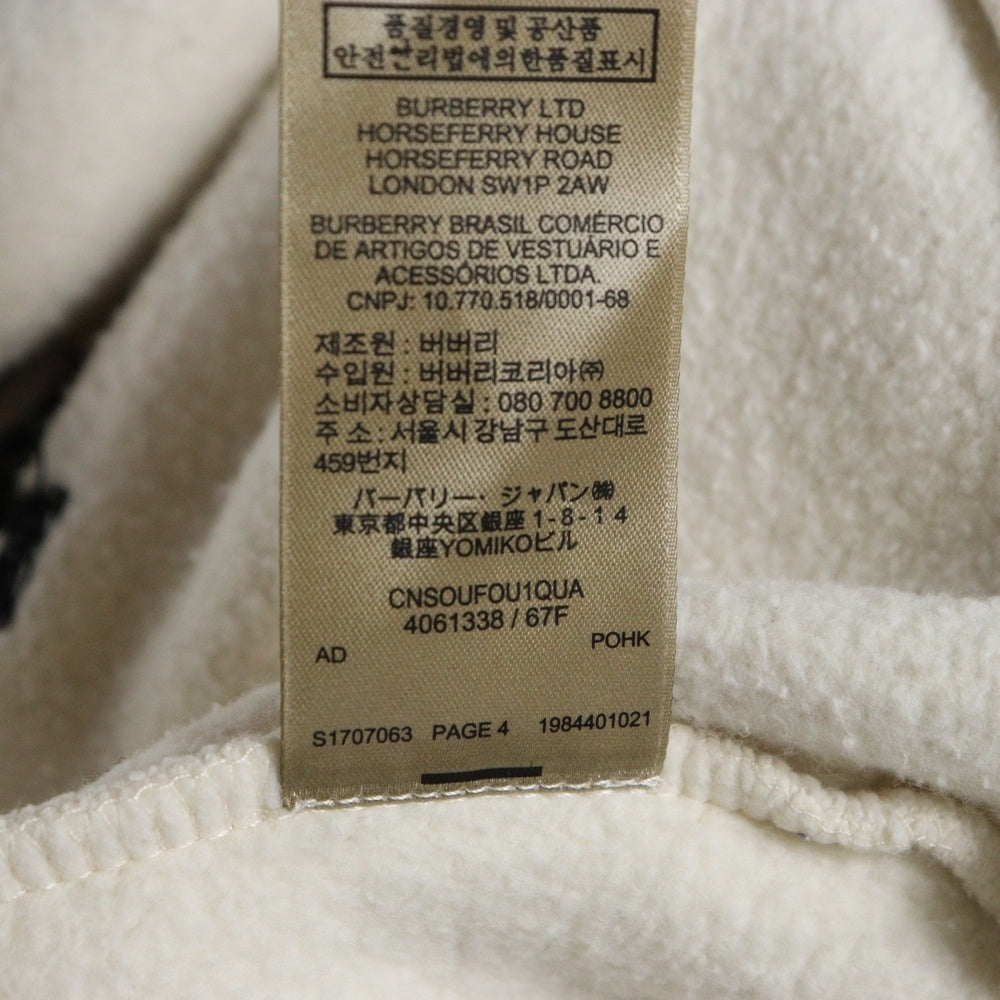 품질경영 및 공산품
안전관리법에의한품질표시
BURBERRY LTD
HORSEFERRY HOUSE
HORSEFERRY ROAD
LONDON SW1P 2AW
BURBERRY BRASIL COMÉRCIO
DE ARTIGOS DE VESTUÁRIO E
ACESSÓRIOS LTDA.
CNPJ: 10.770.518/0001-68
제조원 : 버버리
수입원 : 버버리코리아㈜
소비자상담실 : 080 700 8800
주 소 : 서울시 강남구 도산대로
459번지
バーバリー・ジャパン㈱
東京都中央区銀座 1-8-1 4
銀座YOMIKOビル
CNSOUFOU1QUA
4061338 / 67F
AD POHK
S1707063 PAGE 4 1984401021